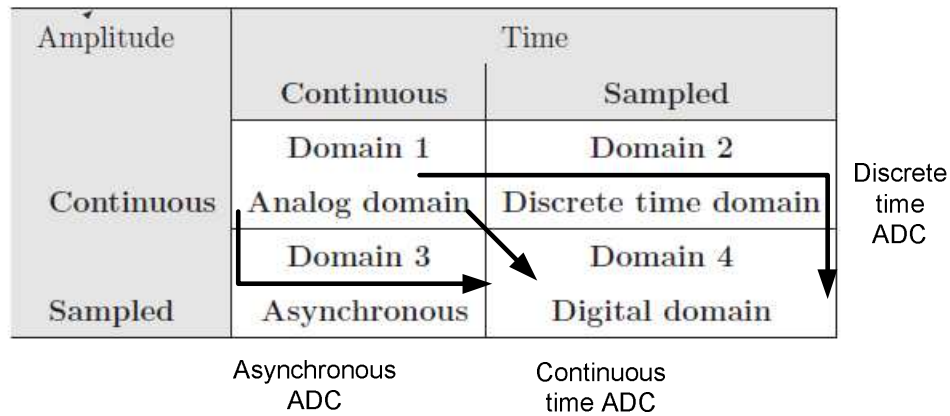 Amplitude Time
Continuous Sampled
Domain 1 Domain 2
Continuous Analog domain Discrete time domain
Domain 3 Domain 4
Sampled Asynchronous Digital domain
Discrete
time
ADC
Asynchronous
ADC
Continuous
time ADC